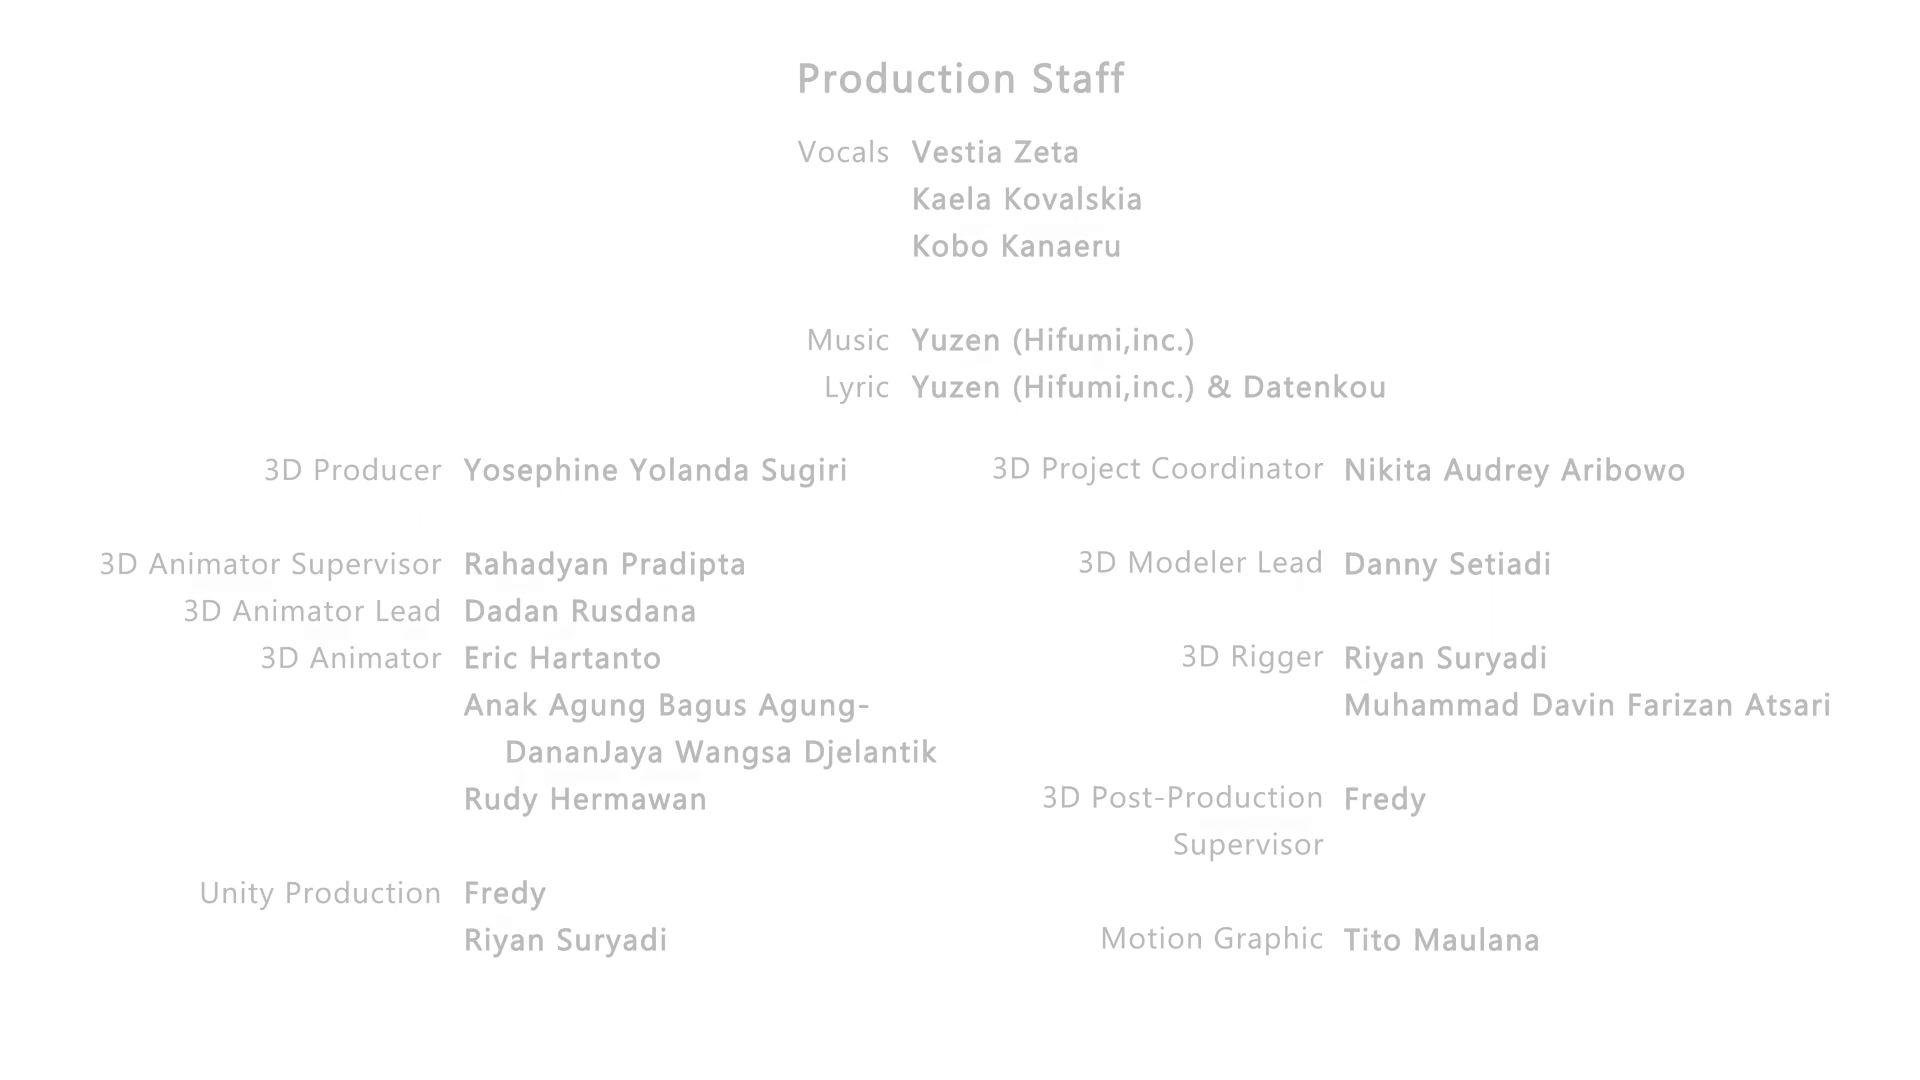 Production Staff
Vocals Vestia Zeta
Kaela Kovalskia
Kobo Kanaeru
Music Yuzen (Hifumi,inc.)
Lyric Yuzen (Hifumi,inc.) & Datenkou
3D Producer Yosephine Yolanda Sugiri
3D Animator Supervisor Rahadyan Pradipta
3D Animator Lead Dadan Rusdana
3D Animator Eric Hartanto
Anak Agung Bagus Agung-
DananJaya Wangsa Djelantik
Rudy Hermawan
Unity Production Fredy
Riyan Suryadi
3D Project Coordinator Nikita Audrey Aribowo
3D Modeler Lead Danny Setiadi
3D Rigger Riyan Suryadi
Muhammad Davin Farizan Atsari
3D Post-Production Fredy
Supervisor
Motion Graphic Tito Maulana